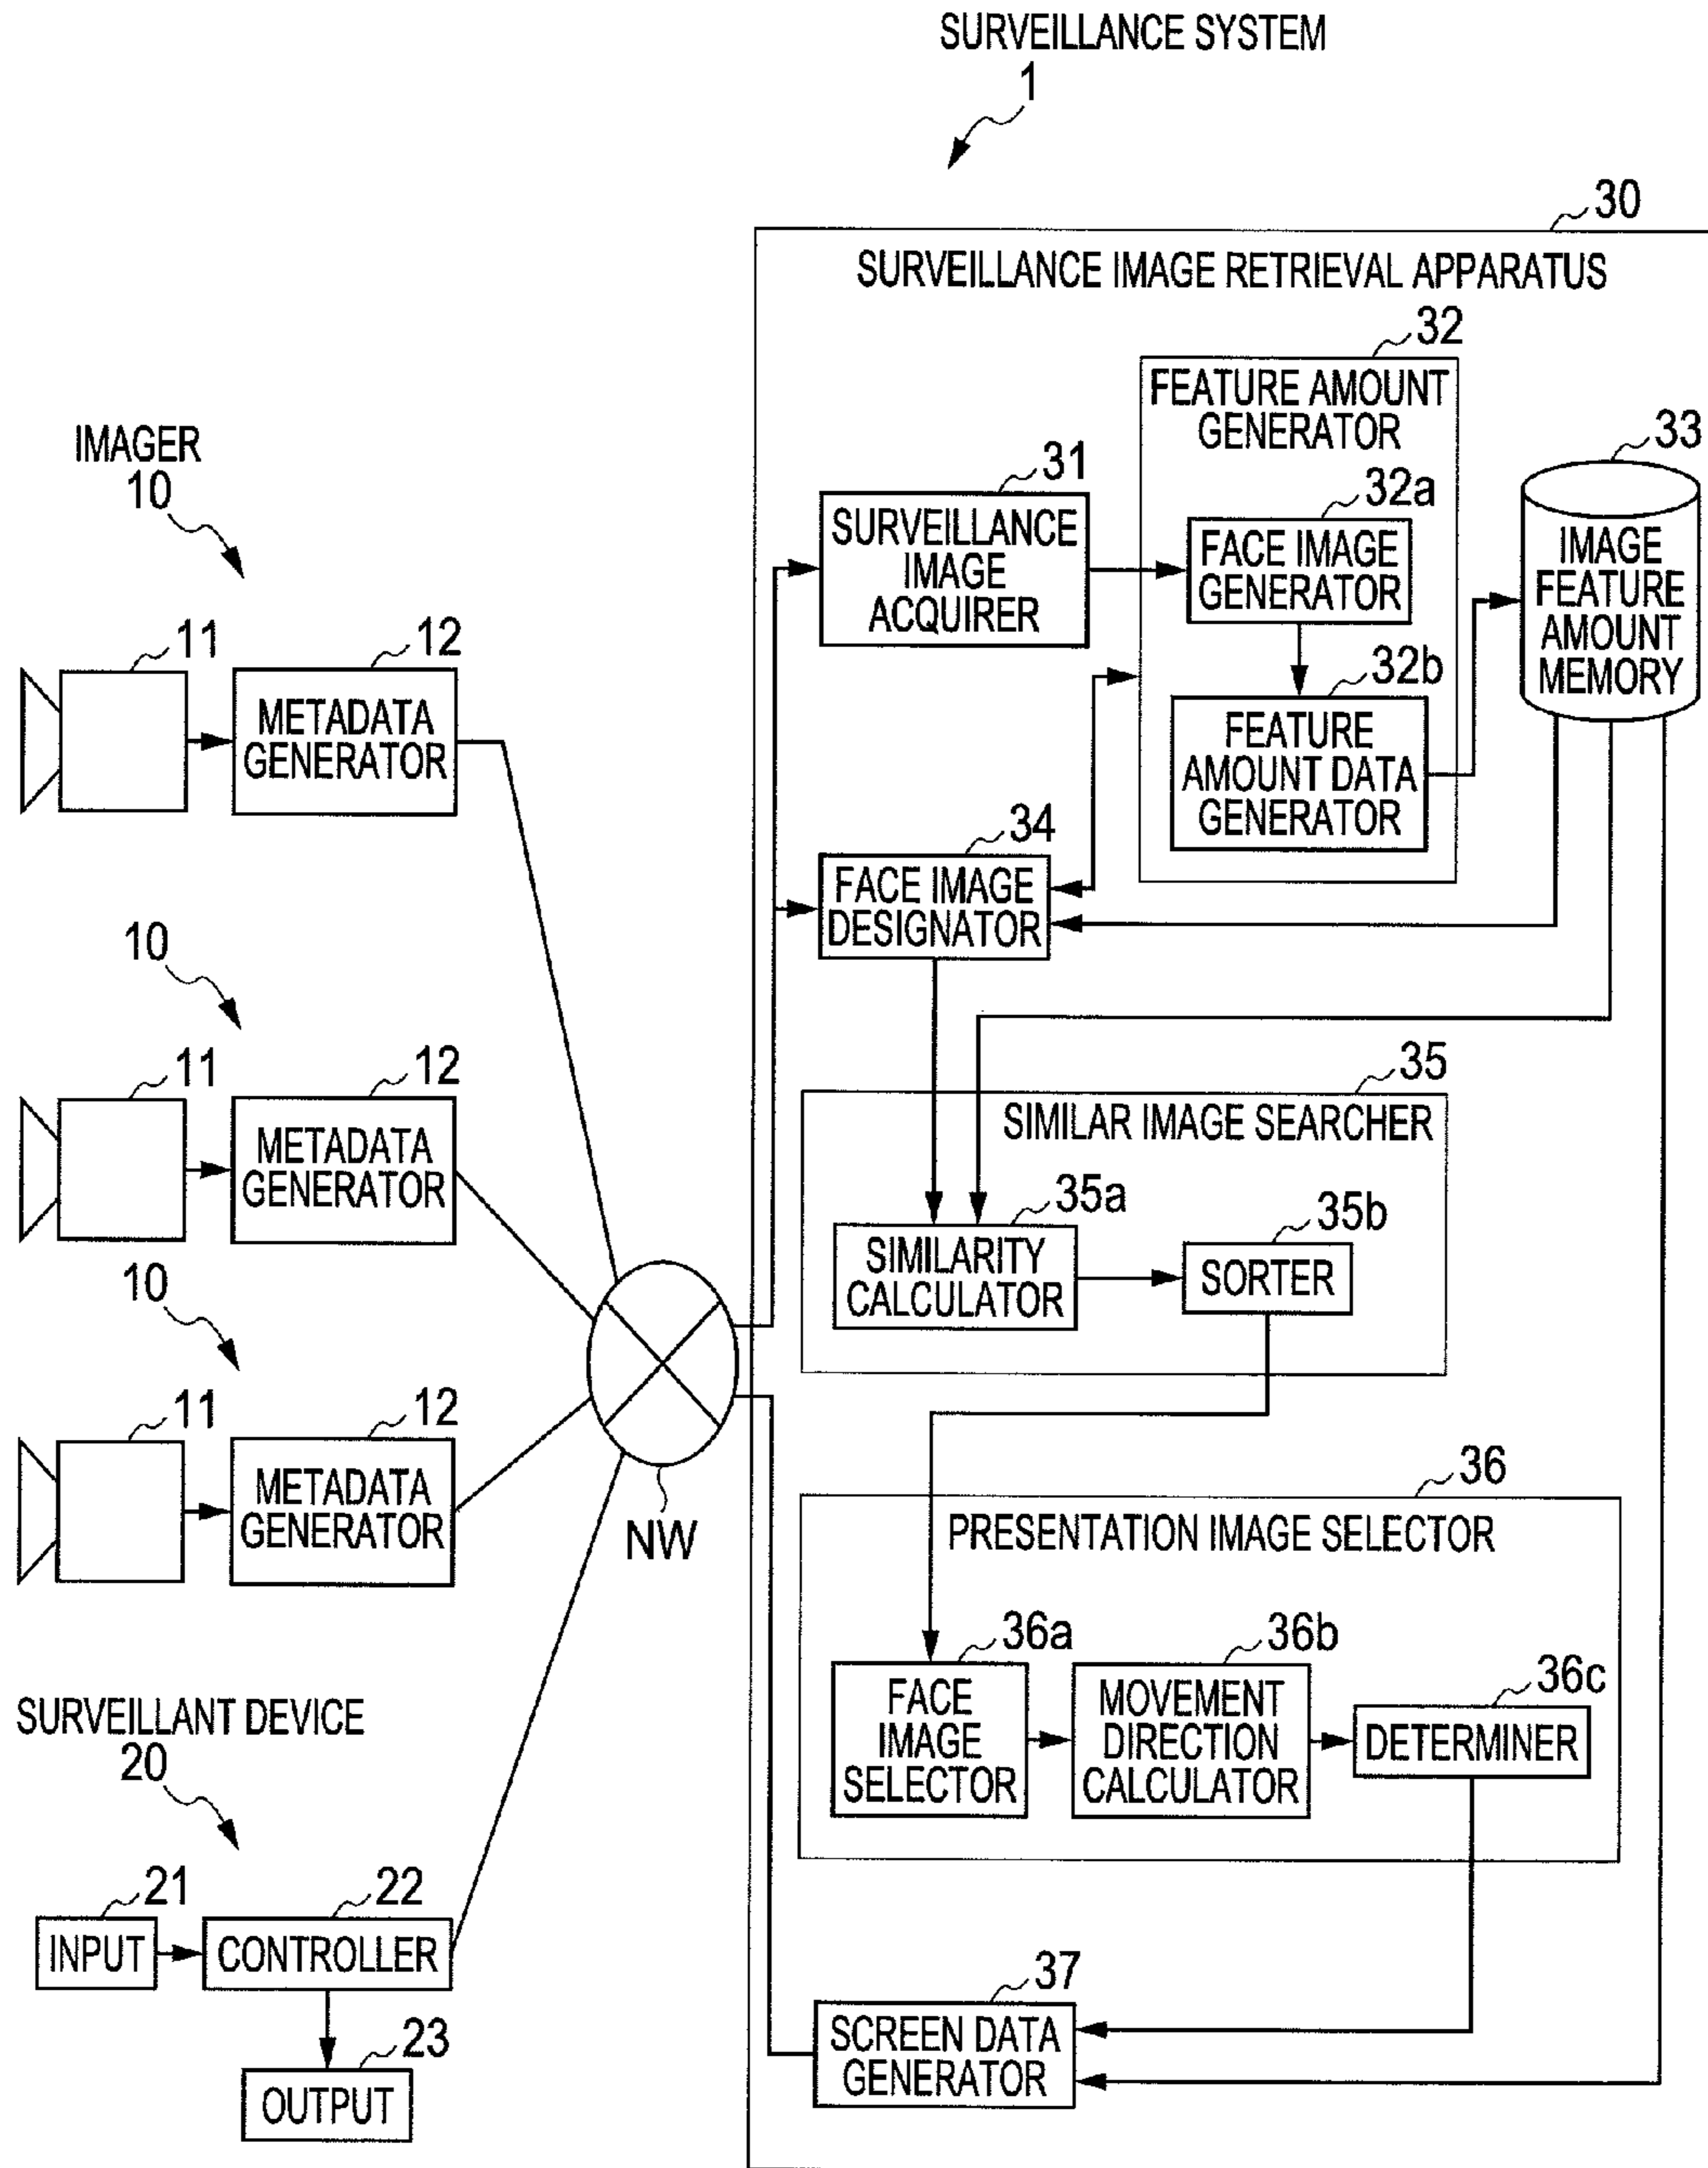 SURVEILLANCE SYSTEM
1
30
SURVEILLANCE IMAGE RETRIEVAL APPARATUS
32
FEATURE AMOUNT
GENERATOR
33
IMAGE
FEATURE
AMOUNT
MEMORY
31
SURVEILLANCE
IMAGE
ACQUIRER
32a
FACE IMAGE
GENERATOR
32b
FEATURE
AMOUNT DATA
GENERATOR
IMAGER
10
11
12
METADATA
GENERATOR
34
FACE IMAGE
DESIGNATOR
10
11
12
METADATA
GENERATOR
35
SIMILAR IMAGE SEARCHER
35a
SIMILARITY
CALCULATOR
35b
SORTER
10
11
12
METADATA
GENERATOR
NW
36
PRESENTATION IMAGE SELECTOR
36a
FACE
IMAGE
SELECTOR
36b
MOVEMENT
DIRECTION
CALCULATOR
36c
DETERMINER
SURVEILLANT DEVICE
20
21
INPUT
22
CONTROLLER
23
OUTPUT
37
SCREEN DATA
GENERATOR